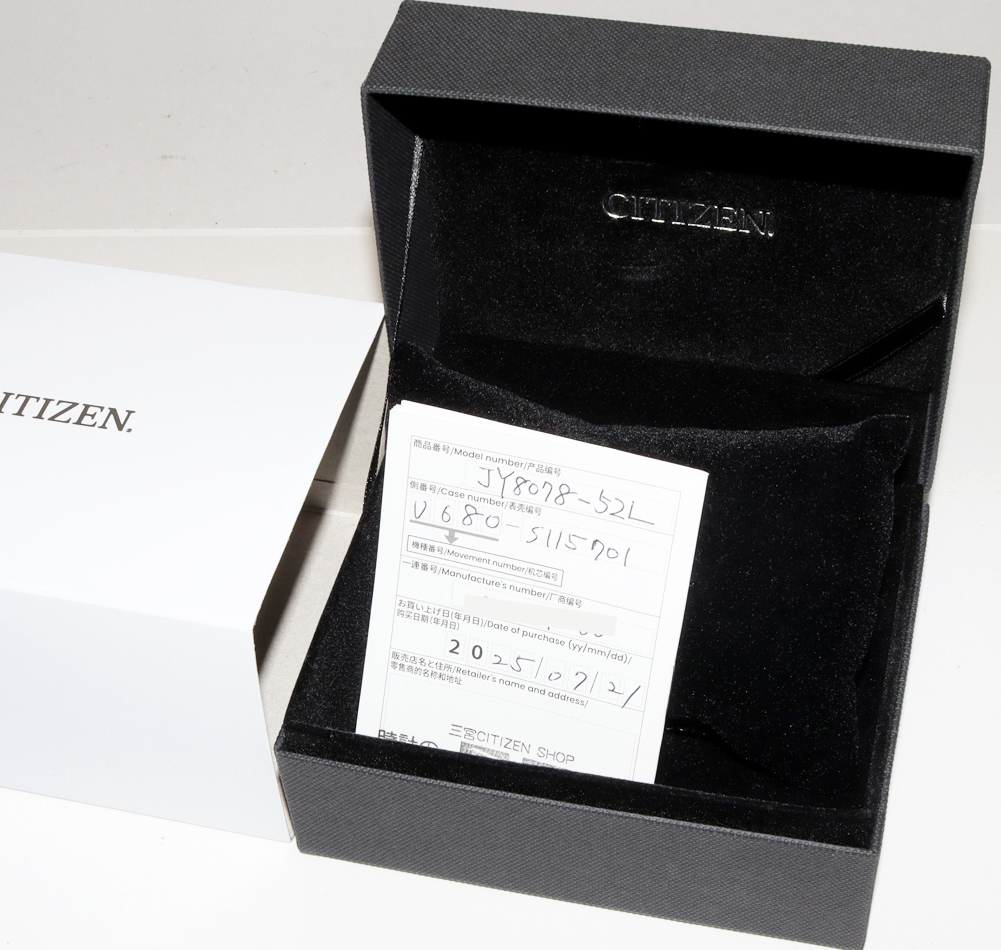 CITIZEN.
ITIZEN.
商品番号/Model number/产品编号
JY8078-52L
側番号/Case number/表壳编号
V680-S115701
機種番号/Movement number/机芯编号
一連番号/Manufacture's number/厂商编号
お買い上げ日(年月日)/Date of purchase (yy/mm/dd)/
购买日期(年月日)
2025/07/21
販売店名と住所/Retailer's name and address/
零售商的名称和地址
三宮CITIZEN SHOP
時計の